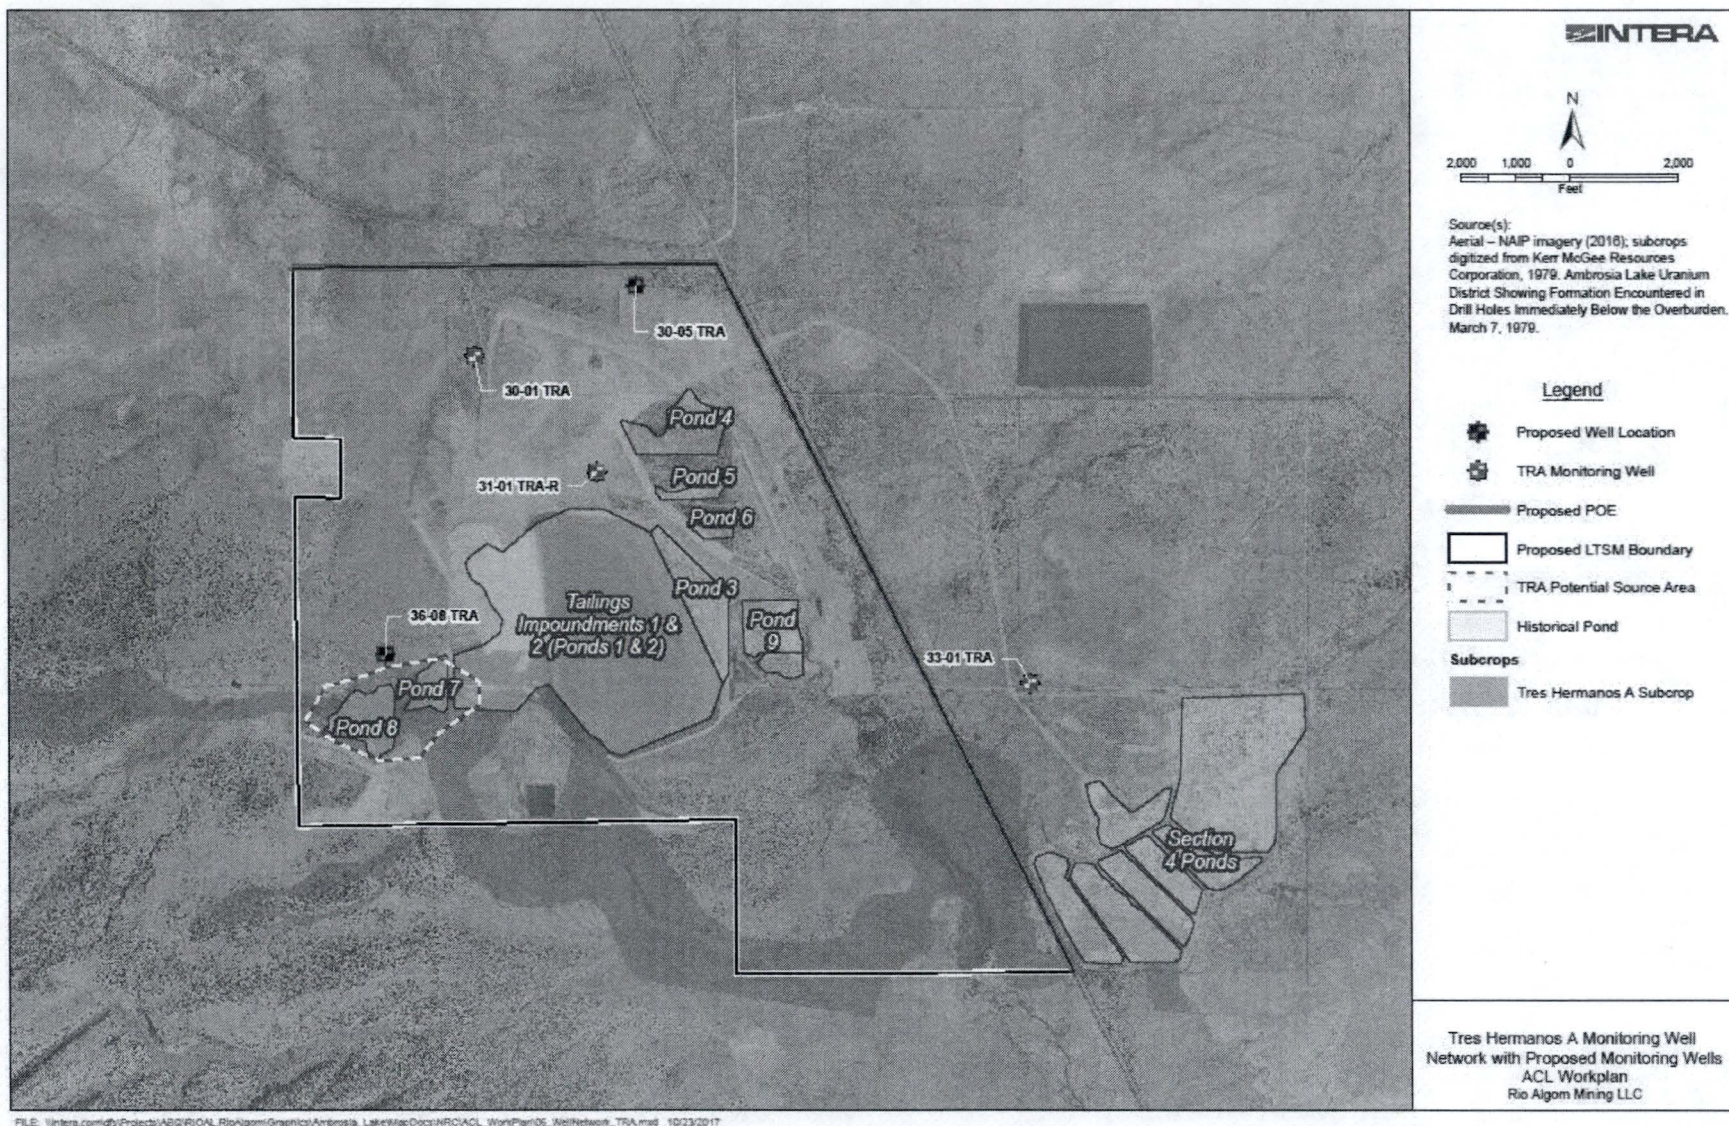 INTERA
N
2,000 1,000 0 2,000
Feet
Source(s):
Aerial – NAIP imagery (2016); subcrops
digitized from Kerr McGee Resources
Corporation, 1979. Ambrosia Lake Uranium
District Showing Formation Encountered in
Drill Holes Immediately Below the Overburden.
March 7, 1979.
Legend
Proposed Well Location
TRA Monitoring Well
Proposed POE
Proposed LTSM Boundary
TRA Potential Source Area
Historical Pond
Subcrops
Tres Hermanos A Subcrop
30-05 TRA
30-01 TRA
Pond 4
31-01 TRA-R
Pond 5
Pond 6
Pond 3
Tailings
Impoundments 1 &
2 (Ponds 1 & 2)
Pond
9
36-08 TRA
33-01 TRA
Pond 7
Pond 8
Section
4 Ponds
Tres Hermanos A Monitoring Well
Network with Proposed Monitoring Wells
ACL Workplan
Rio Algom Mining LLC
10/23/2017